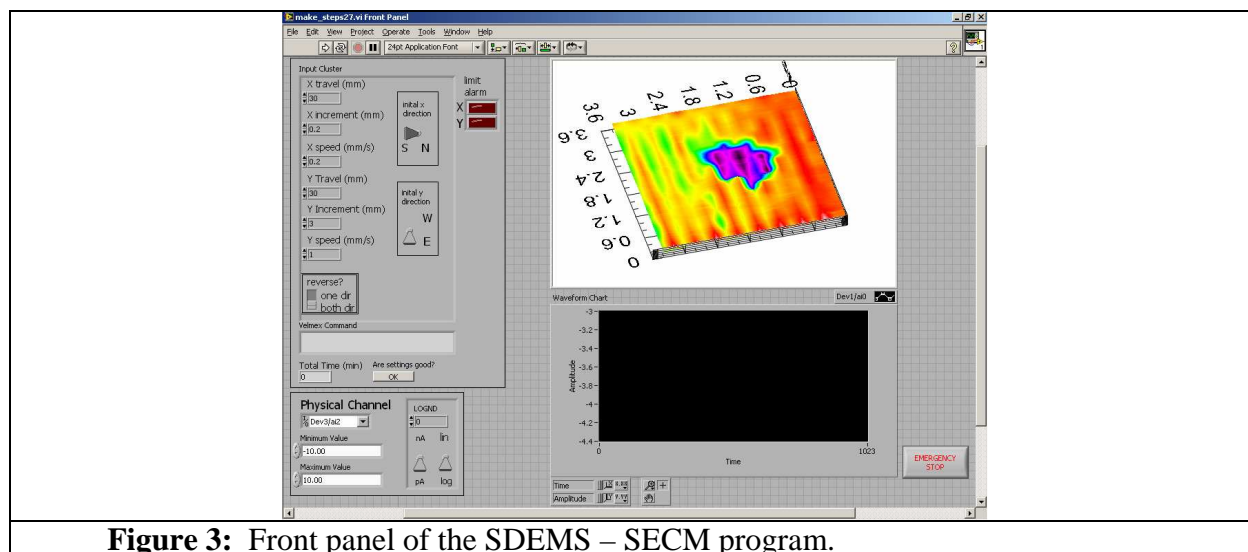 make_steps27.vi Front Panel
File Edit View Project Operate Tools Window Help
24pt Application Font
Input Cluster
X travel (mm)
30
X increment (mm)
0.2
X speed (mm/s)
0.2
Y Travel (mm)
30
Y Increment (mm)
3
Y speed (mm/s)
1
inital x
direction
S N
inital y
direction
W
E
limit
alarm
X
Y
reverse?
one dir
both dir
Velmex Command
Total Time (min) Are settings good?
0 OK
Physical Channel
Dev3/ai2
Minimum Value
-10.00
Maximum Value
10.00
LOGND
0
nA lin
pA log
3.6 3 2.4 1.8 1.2 0.6 0
3.6
3
2.4
1.8
1.2
0.6
0
Waveform Chart Dev1/ai0
Amplitude
-3
-3.2
-3.4
-3.6
-3.8
-4
-4.2
-4.4
0 1023
Time
Time
Amplitude
EMERGENCY
STOP
Figure 3: Front panel of the SDEMS – SECM program.